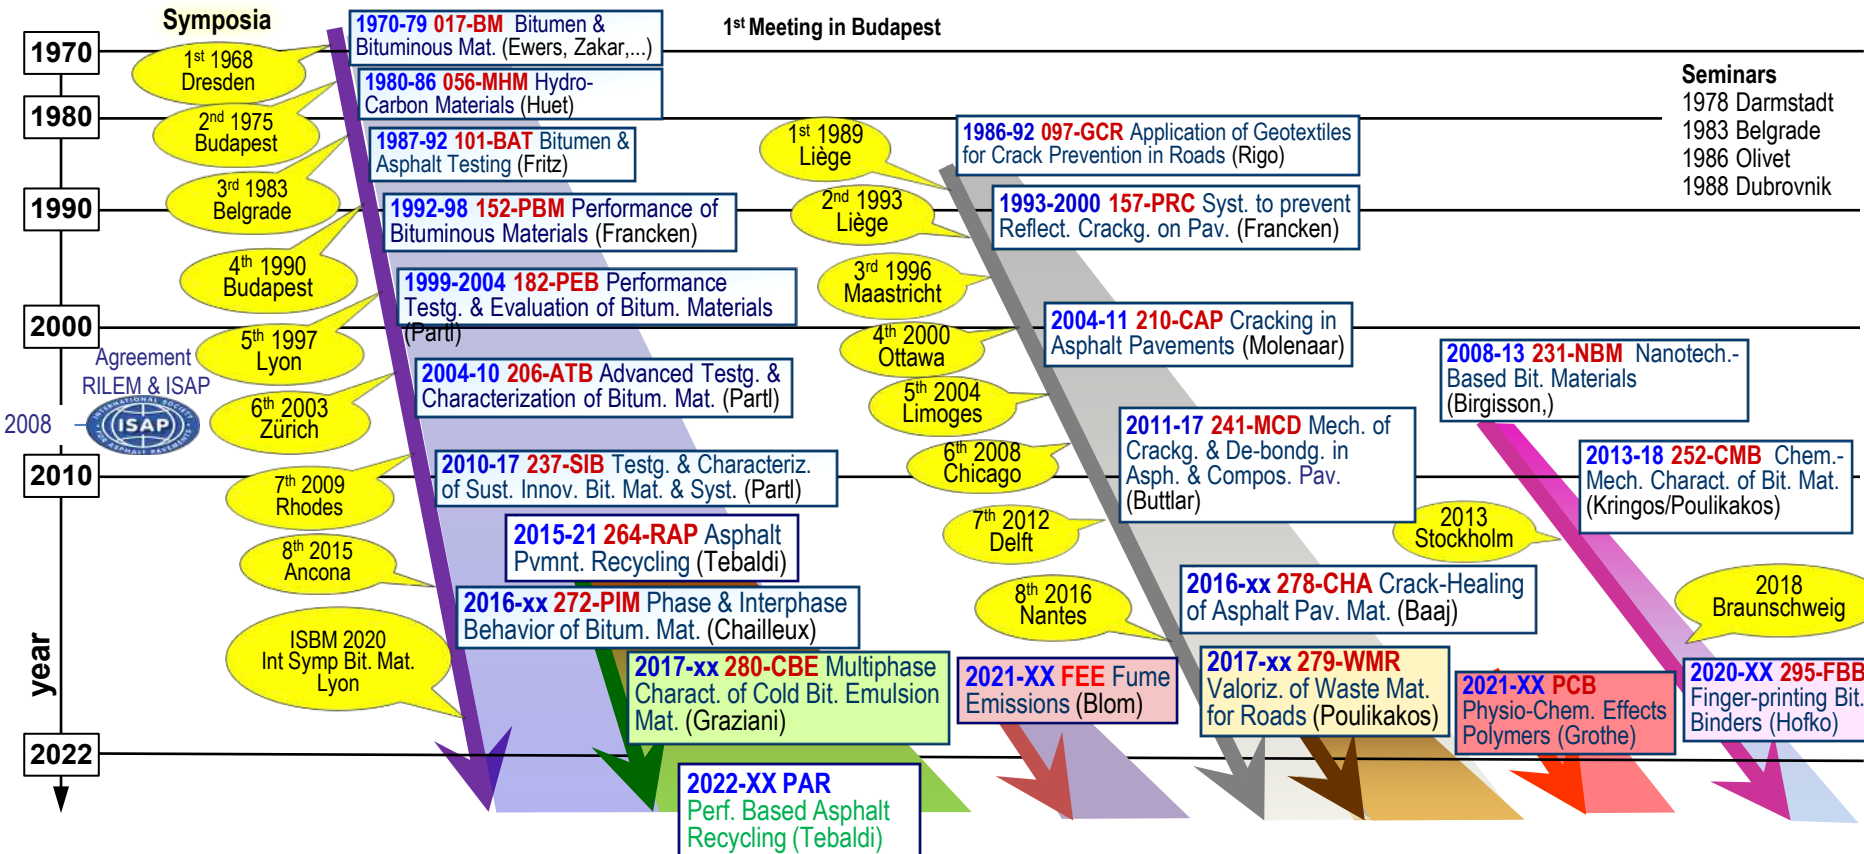 Symposia
1st Meeting in Budapest
1970
1980
1990
2000
2008
2010
2022
year
Agreement
RILEM & ISAP
INTERNATIONAL SOCIETY
ISAP
FOR ASPHALT PAVEMENTS
1st 1968
Dresden
2nd 1975
Budapest
3rd 1983
Belgrade
4th 1990
Budapest
5th 1997
Lyon
6th 2003
Zürich
7th 2009
Rhodes
8th 2015
Ancona
ISBM 2020
Int Symp Bit. Mat.
Lyon
1970-79 017-BM Bitumen &
Bituminous Mat. (Ewers, Zakar,...)
1980-86 056-MHM Hydro-
Carbon Materials (Huet)
1987-92 101-BAT Bitumen &
Asphalt Testing (Fritz)
1992-98 152-PBM Performance of
Bituminous Materials (Francken)
1999-2004 182-PEB Performance
Testg. & Evaluation of Bitum. Materials
(Partl)
2004-10 206-ATB Advanced Testg. &
Characterization of Bitum. Mat. (Partl)
2010-17 237-SIB Testg. & Characteriz.
of Sust. Innov. Bit. Mat. & Syst. (Partl)
2015-21 264-RAP Asphalt
Pvmnt. Recycling (Tebaldi)
2016-xx 272-PIM Phase & Interphase
Behavior of Bitum. Mat. (Chailleux)
2017-xx 280-CBE Multiphase
Charact. of Cold Bit. Emulsion
Mat. (Graziani)
2022-XX PAR
Perf. Based Asphalt
Recycling (Tebaldi)
1st 1989
Liège
2nd 1993
Liège
3rd 1996
Maastricht
4th 2000
Ottawa
5th 2004
Limoges
6th 2008
Chicago
7th 2012
Delft
8th 2016
Nantes
1986-92 097-GCR Application of Geotextiles
for Crack Prevention in Roads (Rigo)
1993-2000 157-PRC Syst. to prevent
Reflect. Crackg. on Pav. (Francken)
2004-11 210-CAP Cracking in
Asphalt Pavements (Molenaar)
2011-17 241-MCD Mech. of
Crackg. & De-bondg. in
Asph. & Compos. Pav.
(Buttlar)
2016-xx 278-CHA Crack-Healing
of Asphalt Pav. Mat. (Baaj)
2021-XX FEE Fume
Emissions (Blom)
2017-xx 279-WMR
Valoriz. of Waste Mat.
for Roads (Poulikakos)
Seminars
1978 Darmstadt
1983 Belgrade
1986 Olivet
1988 Dubrovnik
2008-13 231-NBM Nanotech.-
Based Bit. Materials
(Birgisson,)
2013-18 252-CMB Chem.-
Mech. Charact. of Bit. Mat.
(Kringos/Poulikakos)
2013
Stockholm
2018
Braunschweig
2021-XX PCB
Physio-Chem. Effects
Polymers (Grothe)
2020-XX 295-FBB
Finger-printing Bit.
Binders (Hofko)